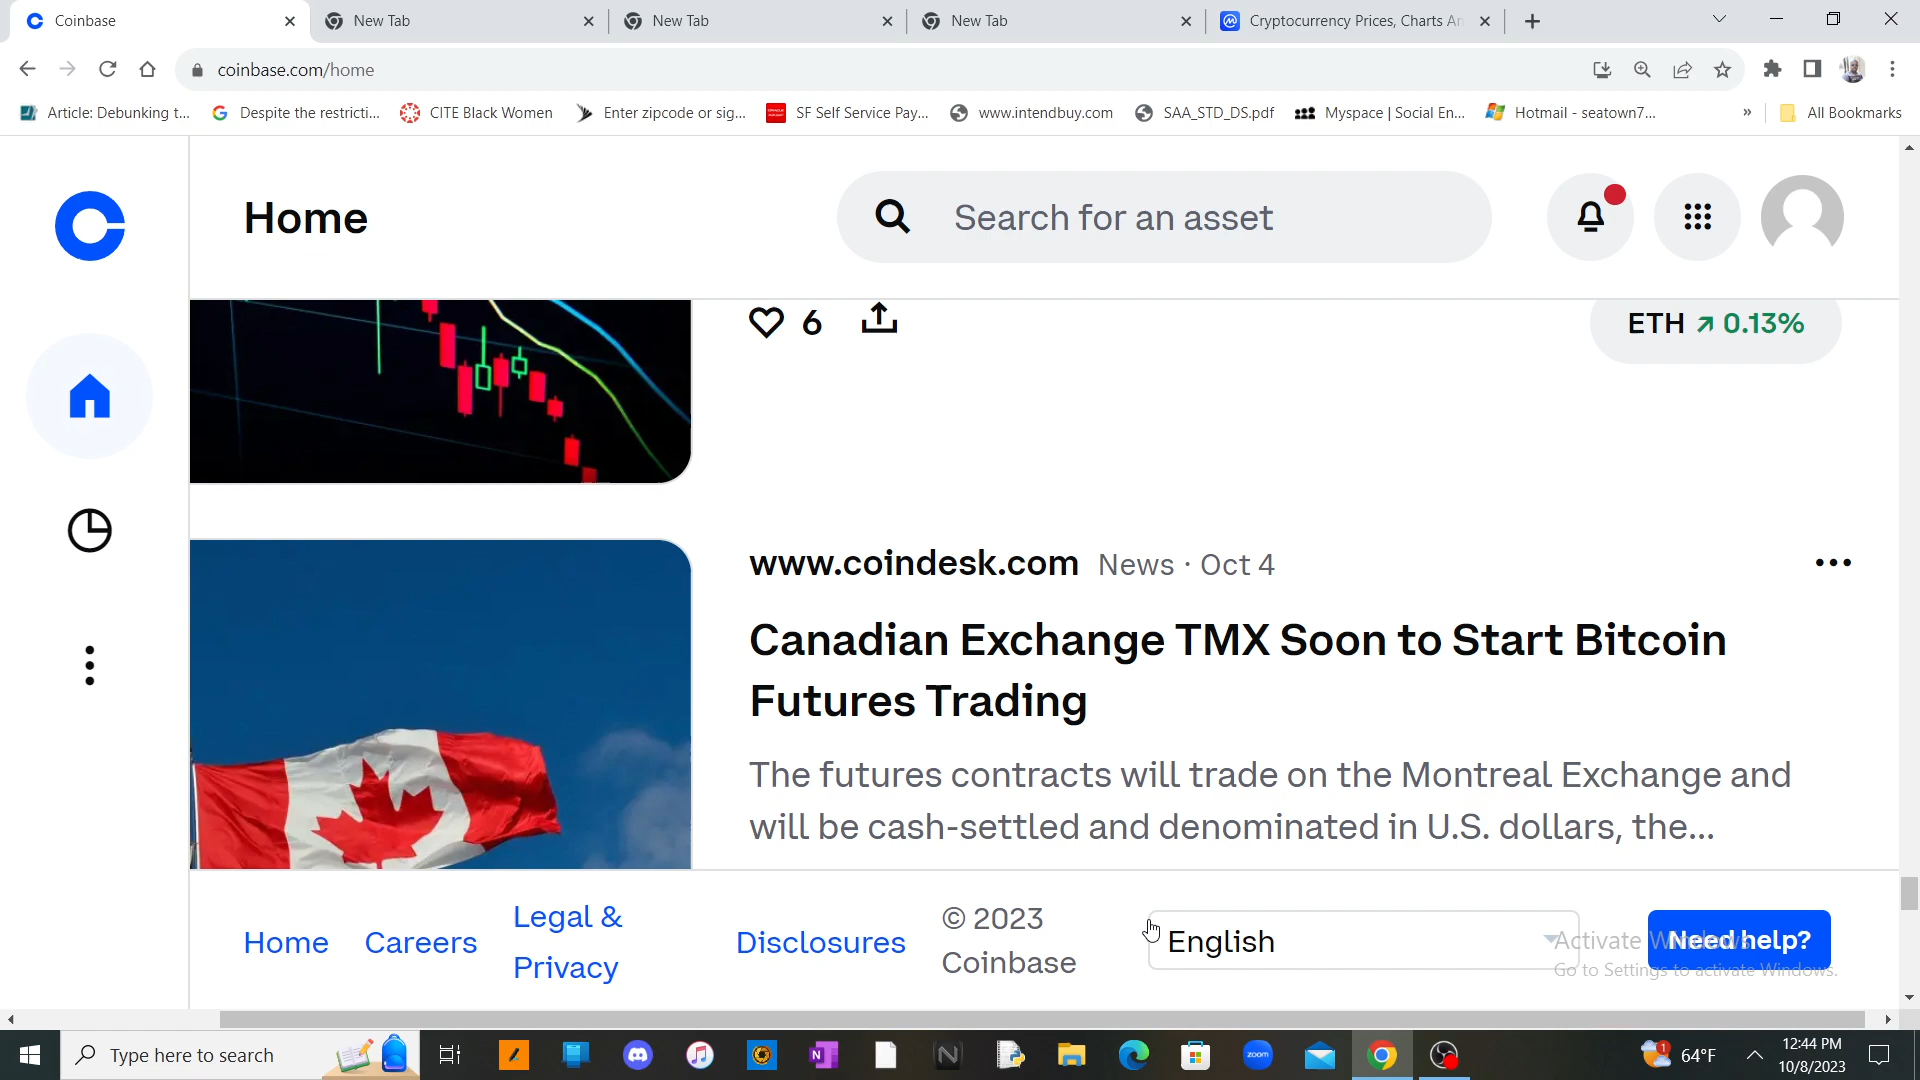 Coinbase
New Tab
New Tab
New Tab
Cryptocurrency Prices, Charts An
coinbase.com/home
Article: Debunking t...
Despite the restricti...
CITE Black Women
Enter zipcode or sig...
SF Self Service Pay...
www.intendbuy.com
SAA_STD_DS.pdf
Myspace | Social En...
Hotmail - seatown7...
»
All Bookmarks
Home
Search for an asset
6
ETH ↗ 0.13%
www.coindesk.com News · Oct 4
Canadian Exchange TMX Soon to Start Bitcoin
Futures Trading
The futures contracts will trade on the Montreal Exchange and
will be cash-settled and denominated in U.S. dollars, the...
Home
Careers
Legal &
Privacy
Disclosures
© 2023
Coinbase
English
Need help?
Activate Windows
Go to Settings to activate Windows.
Type here to search
zoom
1
64°F
12:44 PM
10/8/2023